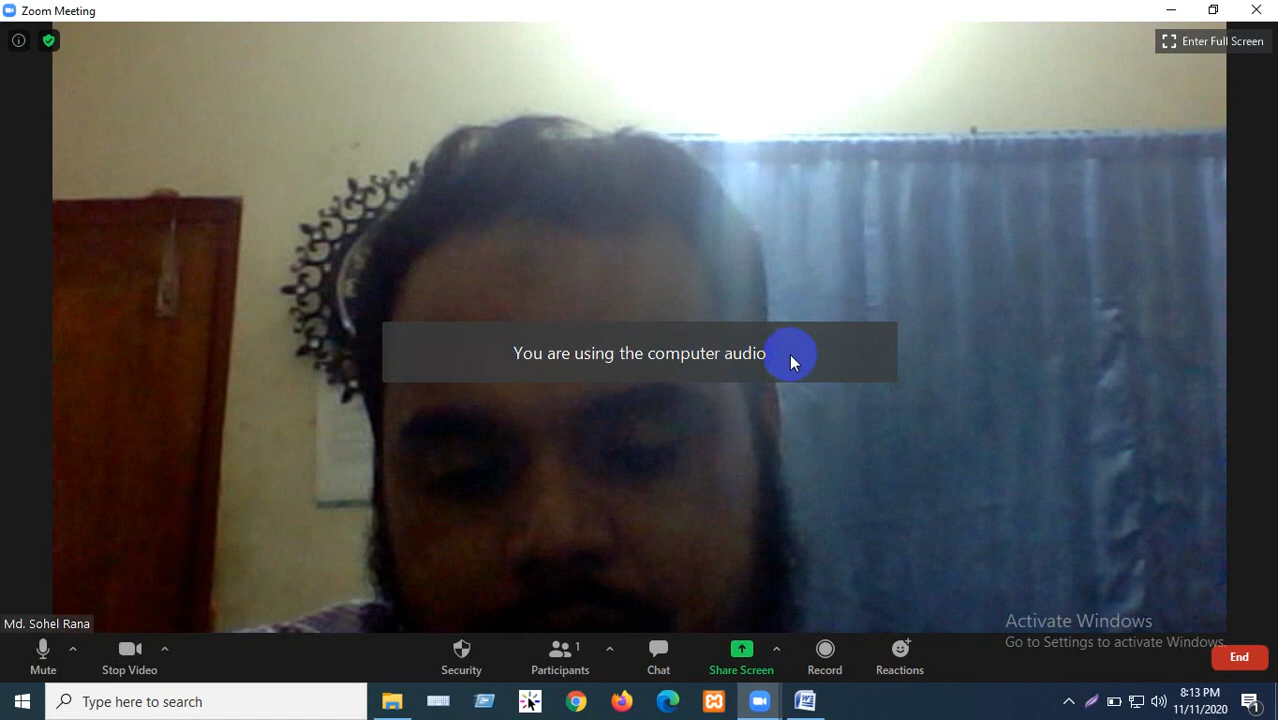 Zoom Meeting
Enter Full Screen
You are using the computer audio
Md. Sohel Rana
Activate Windows
Go to Settings to activate Windows.
Mute
Stop Video
Security
1
Participants
Chat
Share Screen
Record
Reactions
End
Type here to search
8:13 PM
11/11/2020
1